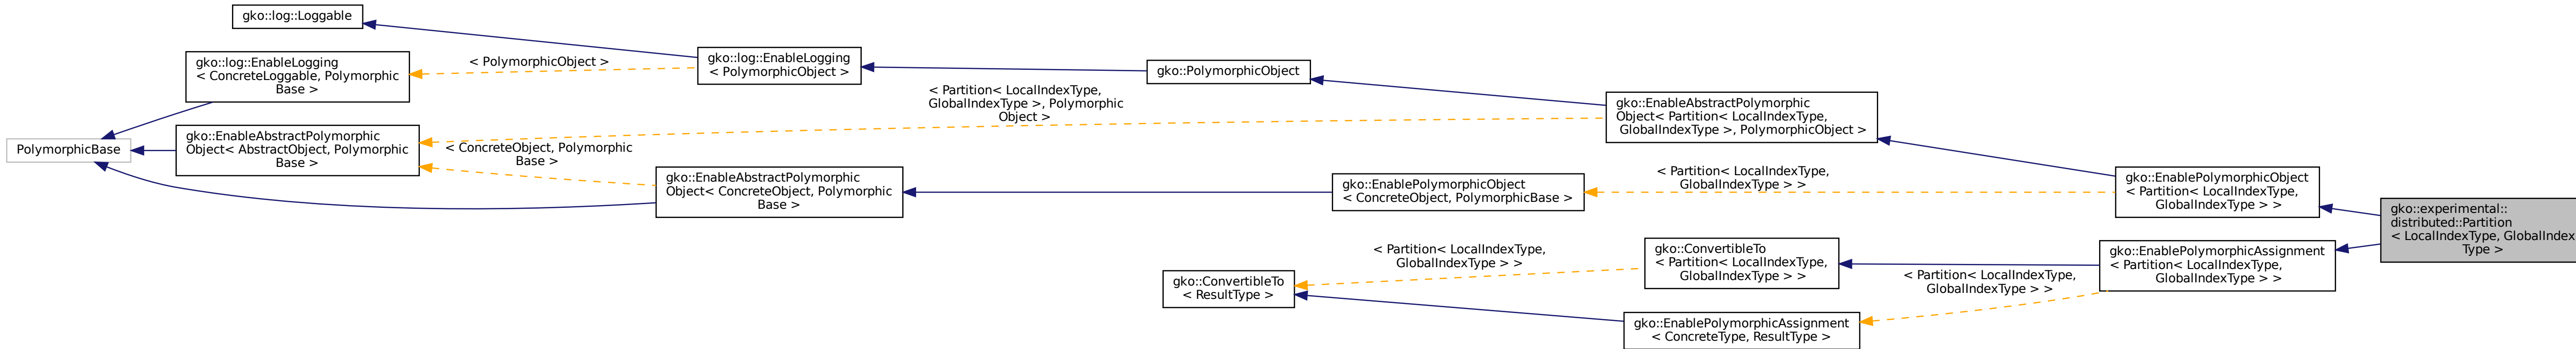 gko::log::Loggable
gko::log::EnableLogging
< ConcreteLoggable, Polymorphic
Base >
< PolymorphicObject >
gko::log::EnableLogging
< PolymorphicObject >
gko::PolymorphicObject
< Partition< LocalIndexType,
GlobalIndexType >, Polymorphic
Object >
gko::EnableAbstractPolymorphic
Object< Partition< LocalIndexType,
GlobalIndexType >, PolymorphicObject >
PolymorphicBase
gko::EnableAbstractPolymorphic
Object< AbstractObject, Polymorphic
Base >
< ConcreteObject, Polymorphic
Base >
gko::EnableAbstractPolymorphic
Object< ConcreteObject, Polymorphic
Base >
gko::EnablePolymorphicObject
< ConcreteObject, PolymorphicBase >
< Partition< LocalIndexType,
GlobalIndexType > >
gko::EnablePolymorphicObject
< Partition< LocalIndexType,
GlobalIndexType > >
gko::experimental::
distributed::Partition
< LocalIndexType, GlobalIndex
Type >
gko::ConvertibleTo
< ResultType >
< Partition< LocalIndexType,
GlobalIndexType > >
gko::ConvertibleTo
< Partition< LocalIndexType,
GlobalIndexType > >
< Partition< LocalIndexType,
GlobalIndexType > >
gko::EnablePolymorphicAssignment
< Partition< LocalIndexType,
GlobalIndexType > >
gko::EnablePolymorphicAssignment
< ConcreteType, ResultType >